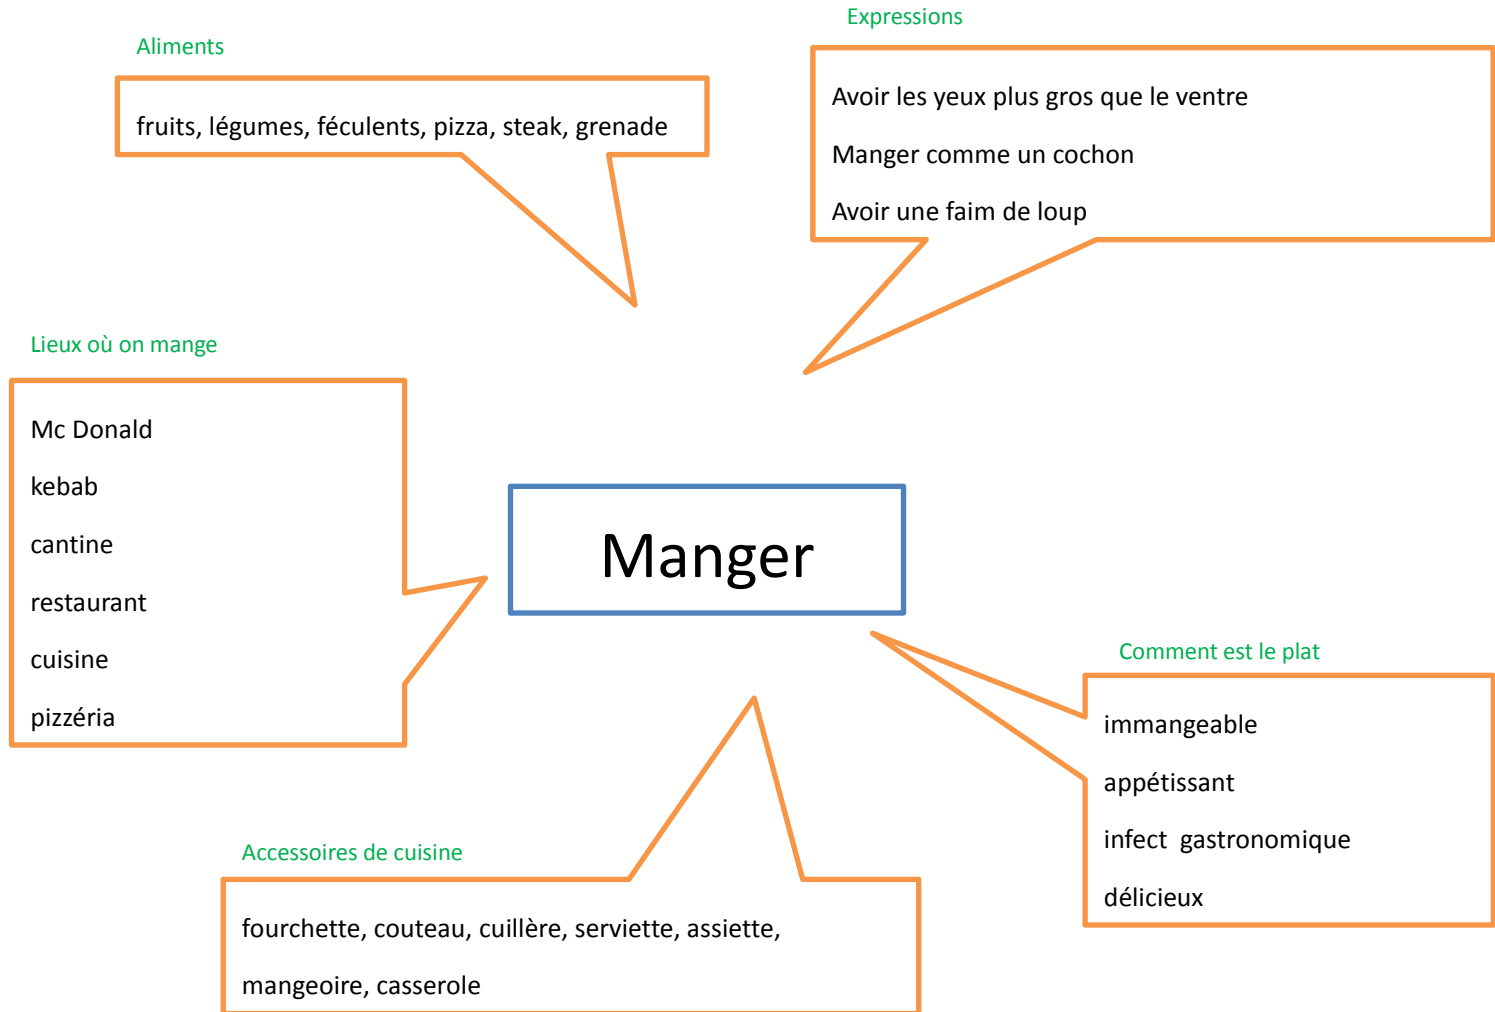 Aliments
fruits, légumes, féculents, pizza, steak, grenade
Expressions
Avoir les yeux plus gros que le ventre
Manger comme un cochon
Avoir une faim de loup
Lieux où on mange
Mc Donald
kebab
cantine
restaurant
cuisine
pizzéria
Manger
Comment est le plat
immangeable
appétissant
infect  gastronomique
délicieux
Accessoires de cuisine
fourchette, couteau, cuillère, serviette, assiette,
mangeoire, casserole